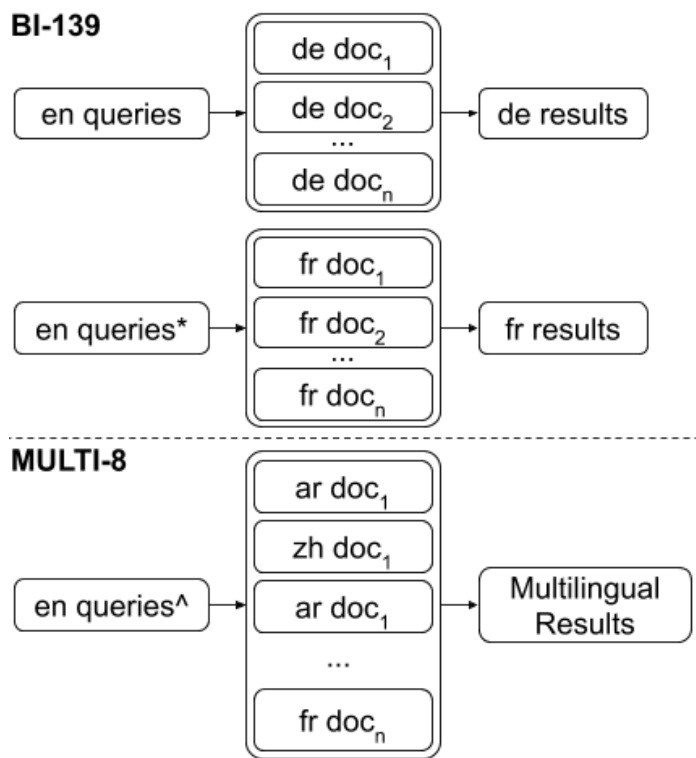 BI-139
en queries
de doc₁
de doc₂
...
de docₙ
de results
en queries*
fr doc₁
fr doc₂
...
fr docₙ
fr results
MULTI-8
en queries^
ar doc₁
zh doc₁
ar doc₁
...
fr docₙ
Multilingual
Results